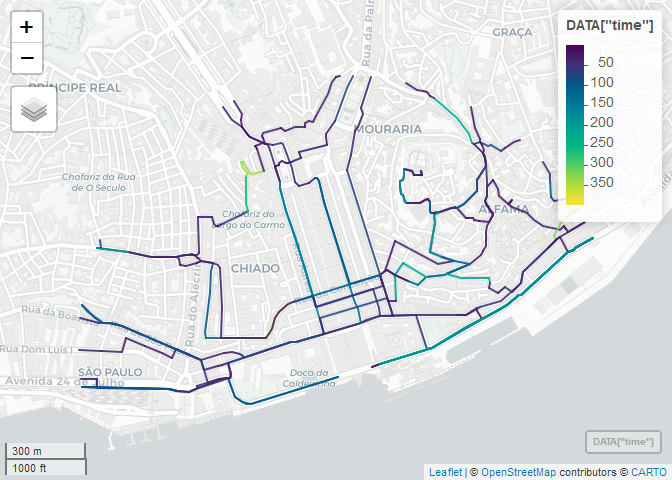 +
−
DATA["time"]
50
100
150
200
250
300
350
GRAÇA
Rua da Palm
PRÍNCIPE REAL
MOURARIA
Chafariz da Rua
de O Século
Chafariz do
Largo do Carmo
ALFAMA
CHIADO
Rua do Alecrim
Rua da Boavista
Rua Dom Luís I
SÃO PAULO
Avenida 24 de Julho
Doca da
Caldeirinha
DATA["time"]
300 m
1000 ft
Leaflet | © OpenStreetMap contributors © CARTO